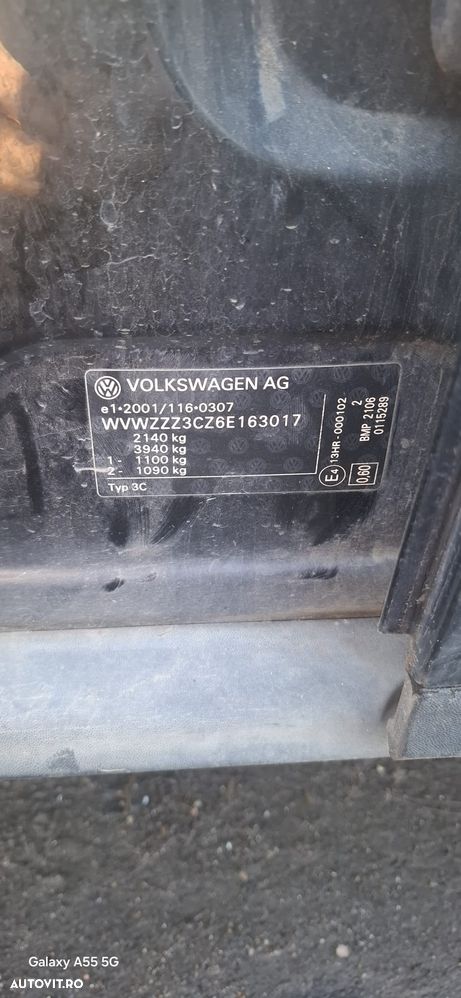 VOLKSWAGEN AG
e1*2001/116*0307
WVWZZZ3CZ6E163017
2140 kg
3940 kg
1 - 1100 kg
2 - 1090 kg
Typ 3C
E4 13HR-000102 2
BMP 2106
0115289
0,60
Galaxy A55 5G
AUTOVIT.RO